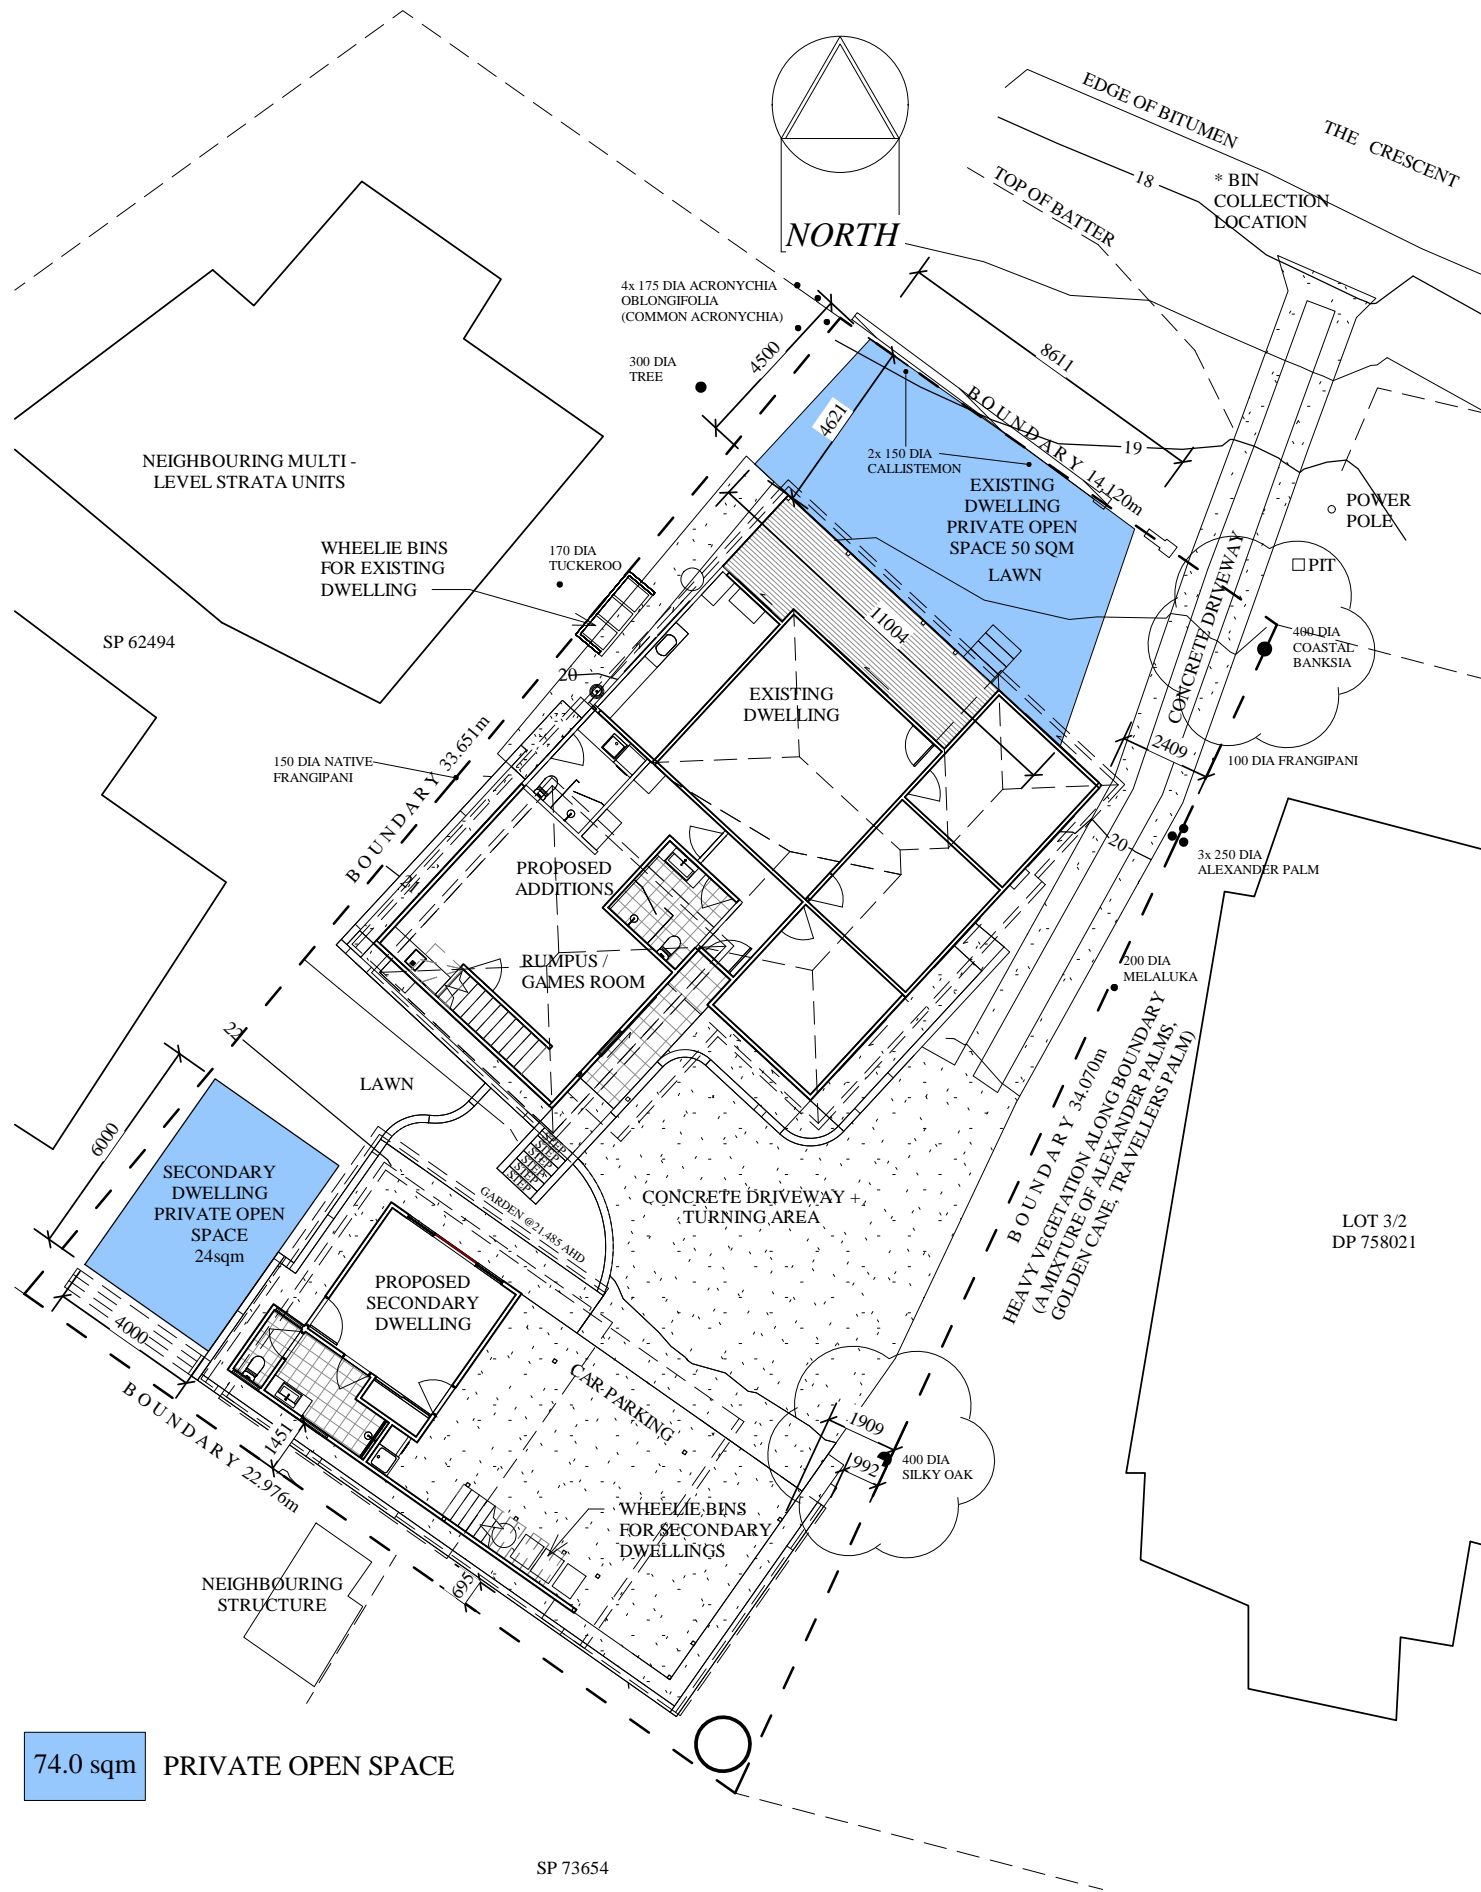 EDGE OF BITUMEN
THE CRESCENT
18
* BIN
COLLECTION
LOCATION
TOP OF BATTER
NORTH
4x 175 DIA ACRONYCHIA
OBLONGIFOLIA
(COMMON ACRONYCHIA)
4500
300 DIA
TREE
8611
4621
BOUNDARY 14.120m
19
2x 150 DIA
CALLISTEMON
EXISTING
DWELLING
PRIVATE OPEN
SPACE 50 SQM
LAWN
NEIGHBOURING MULTI -
LEVEL STRATA UNITS
POWER
POLE
PIT
WHEELIE BINS
FOR EXISTING
DWELLING
170 DIA
TUCKEROO
CONCRETE DRIVEWAY
11004
SP 62494
400 DIA
COASTAL
BANKSIA
20
EXISTING
DWELLING
2409
100 DIA FRANGIPANI
150 DIA NATIVE
FRANGIPANI
BOUNDARY 33.651m
20
3x 250 DIA
ALEXANDER PALM
21
PROPOSED
ADDITIONS
RUMPUS /
GAMES ROOM
200 DIA
MELALUKA
22
LAWN
BOUNDARY 34.070m
HEAVY VEGETATION ALONG BOUNDARY
(A MIXTURE OF ALEXANDER PALMS,
GOLDEN CANE, TRAVELLERS PALM)
6000
STEP
STEP
STEP
STEP
STEP
SECONDARY
DWELLING
PRIVATE OPEN
SPACE
24sqm
GARDEN @21.485 AHD
CONCRETE DRIVEWAY +
TURNING AREA
LOT 3/2
DP 758021
PROPOSED
SECONDARY
DWELLING
4000
CAR PARKING
BOUNDARY 22.976m
1451
1909
992
400 DIA
SILKY OAK
WHEELIE BINS
FOR SECONDARY
DWELLINGS
695
NEIGHBOURING
STRUCTURE
74.0 sqm
PRIVATE OPEN SPACE
SP 73654